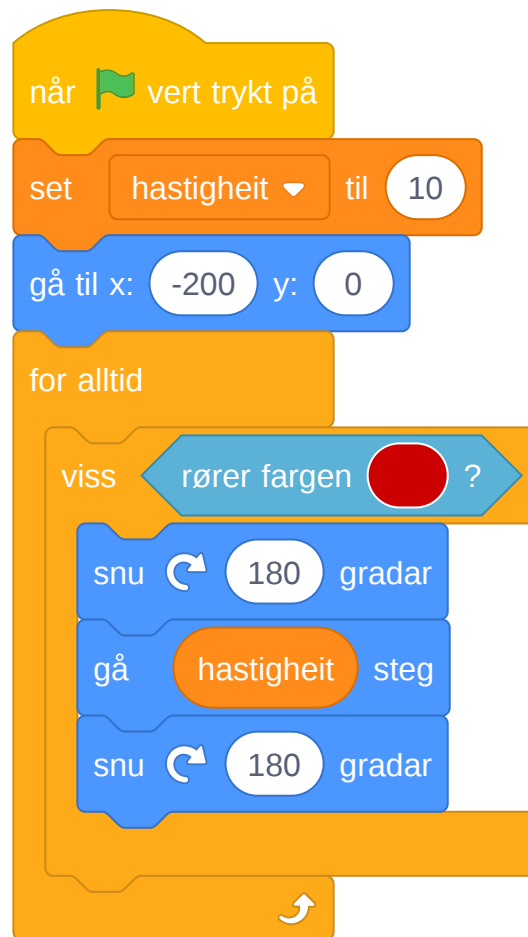 når vert trykt på
set hastigheit til 10
gå til x: -200 y: 0
for alltid
viss rører fargen ?
snu 180 gradar
gå hastigheit steg
snu 180 gradar